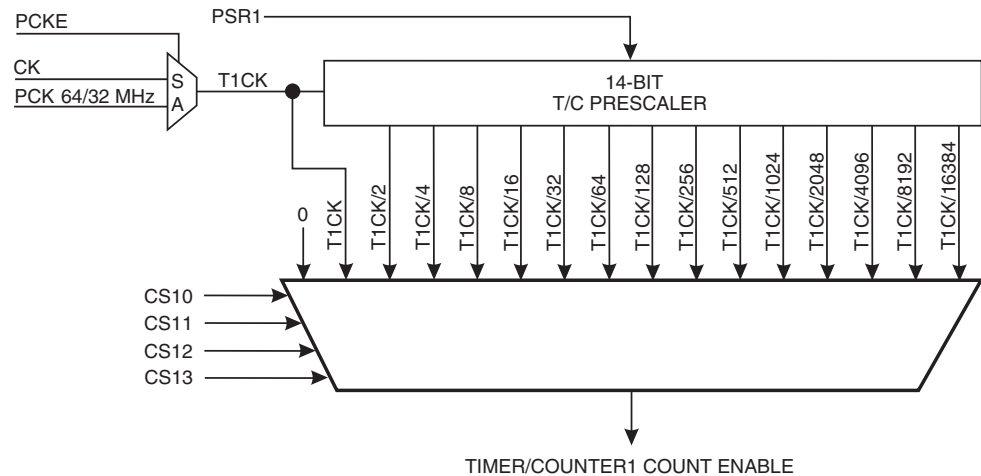 PSR1
PCKE
CK
PCK 64/32 MHz
S
A
T1CK
14-BIT
T/C PRESCALER
0
T1CK
T1CK/2
T1CK/4
T1CK/8
T1CK/16
T1CK/32
T1CK/64
T1CK/128
T1CK/256
T1CK/512
T1CK/1024
T1CK/2048
T1CK/4096
T1CK/8192
T1CK/16384
CS10
CS11
CS12
CS13
TIMER/COUNTER1 COUNT ENABLE